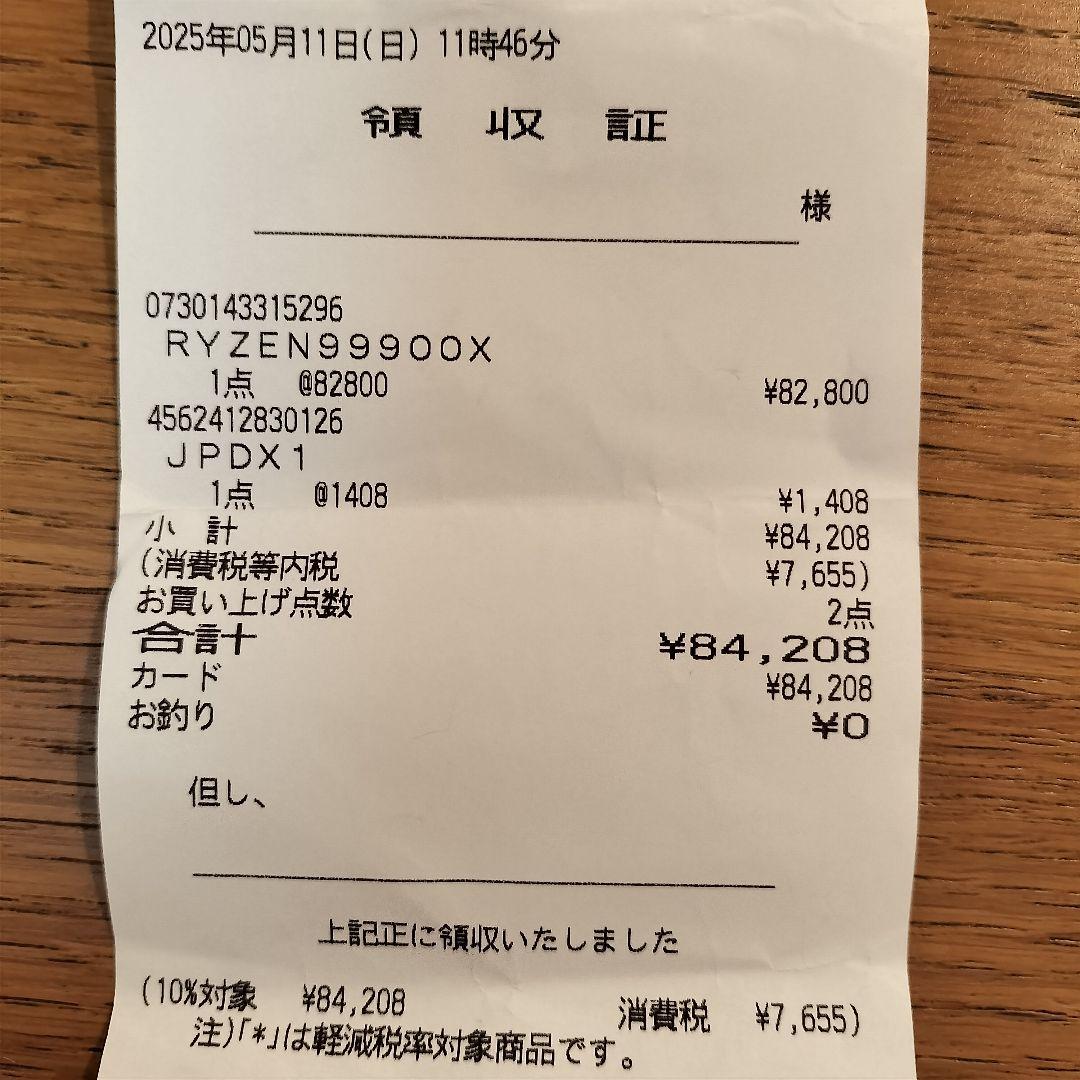 2025年05月11日(日) 11時46分
領 収 証
様
0730143315296
RYZEN99900X
1点 @82800 ¥82,800
4562412830126
JPDX1
1点 @1408 ¥1,408
小 計 ¥84,208
(消費税等内税 ¥7,655)
お買い上げ点数 2点
合計 ¥84,208
カード ¥84,208
お釣り ¥0
但し、
上記正に領収いたしました
(10%対象 ¥84,208 消費税 ¥7,655)
注)「*」は軽減税率対象商品です。